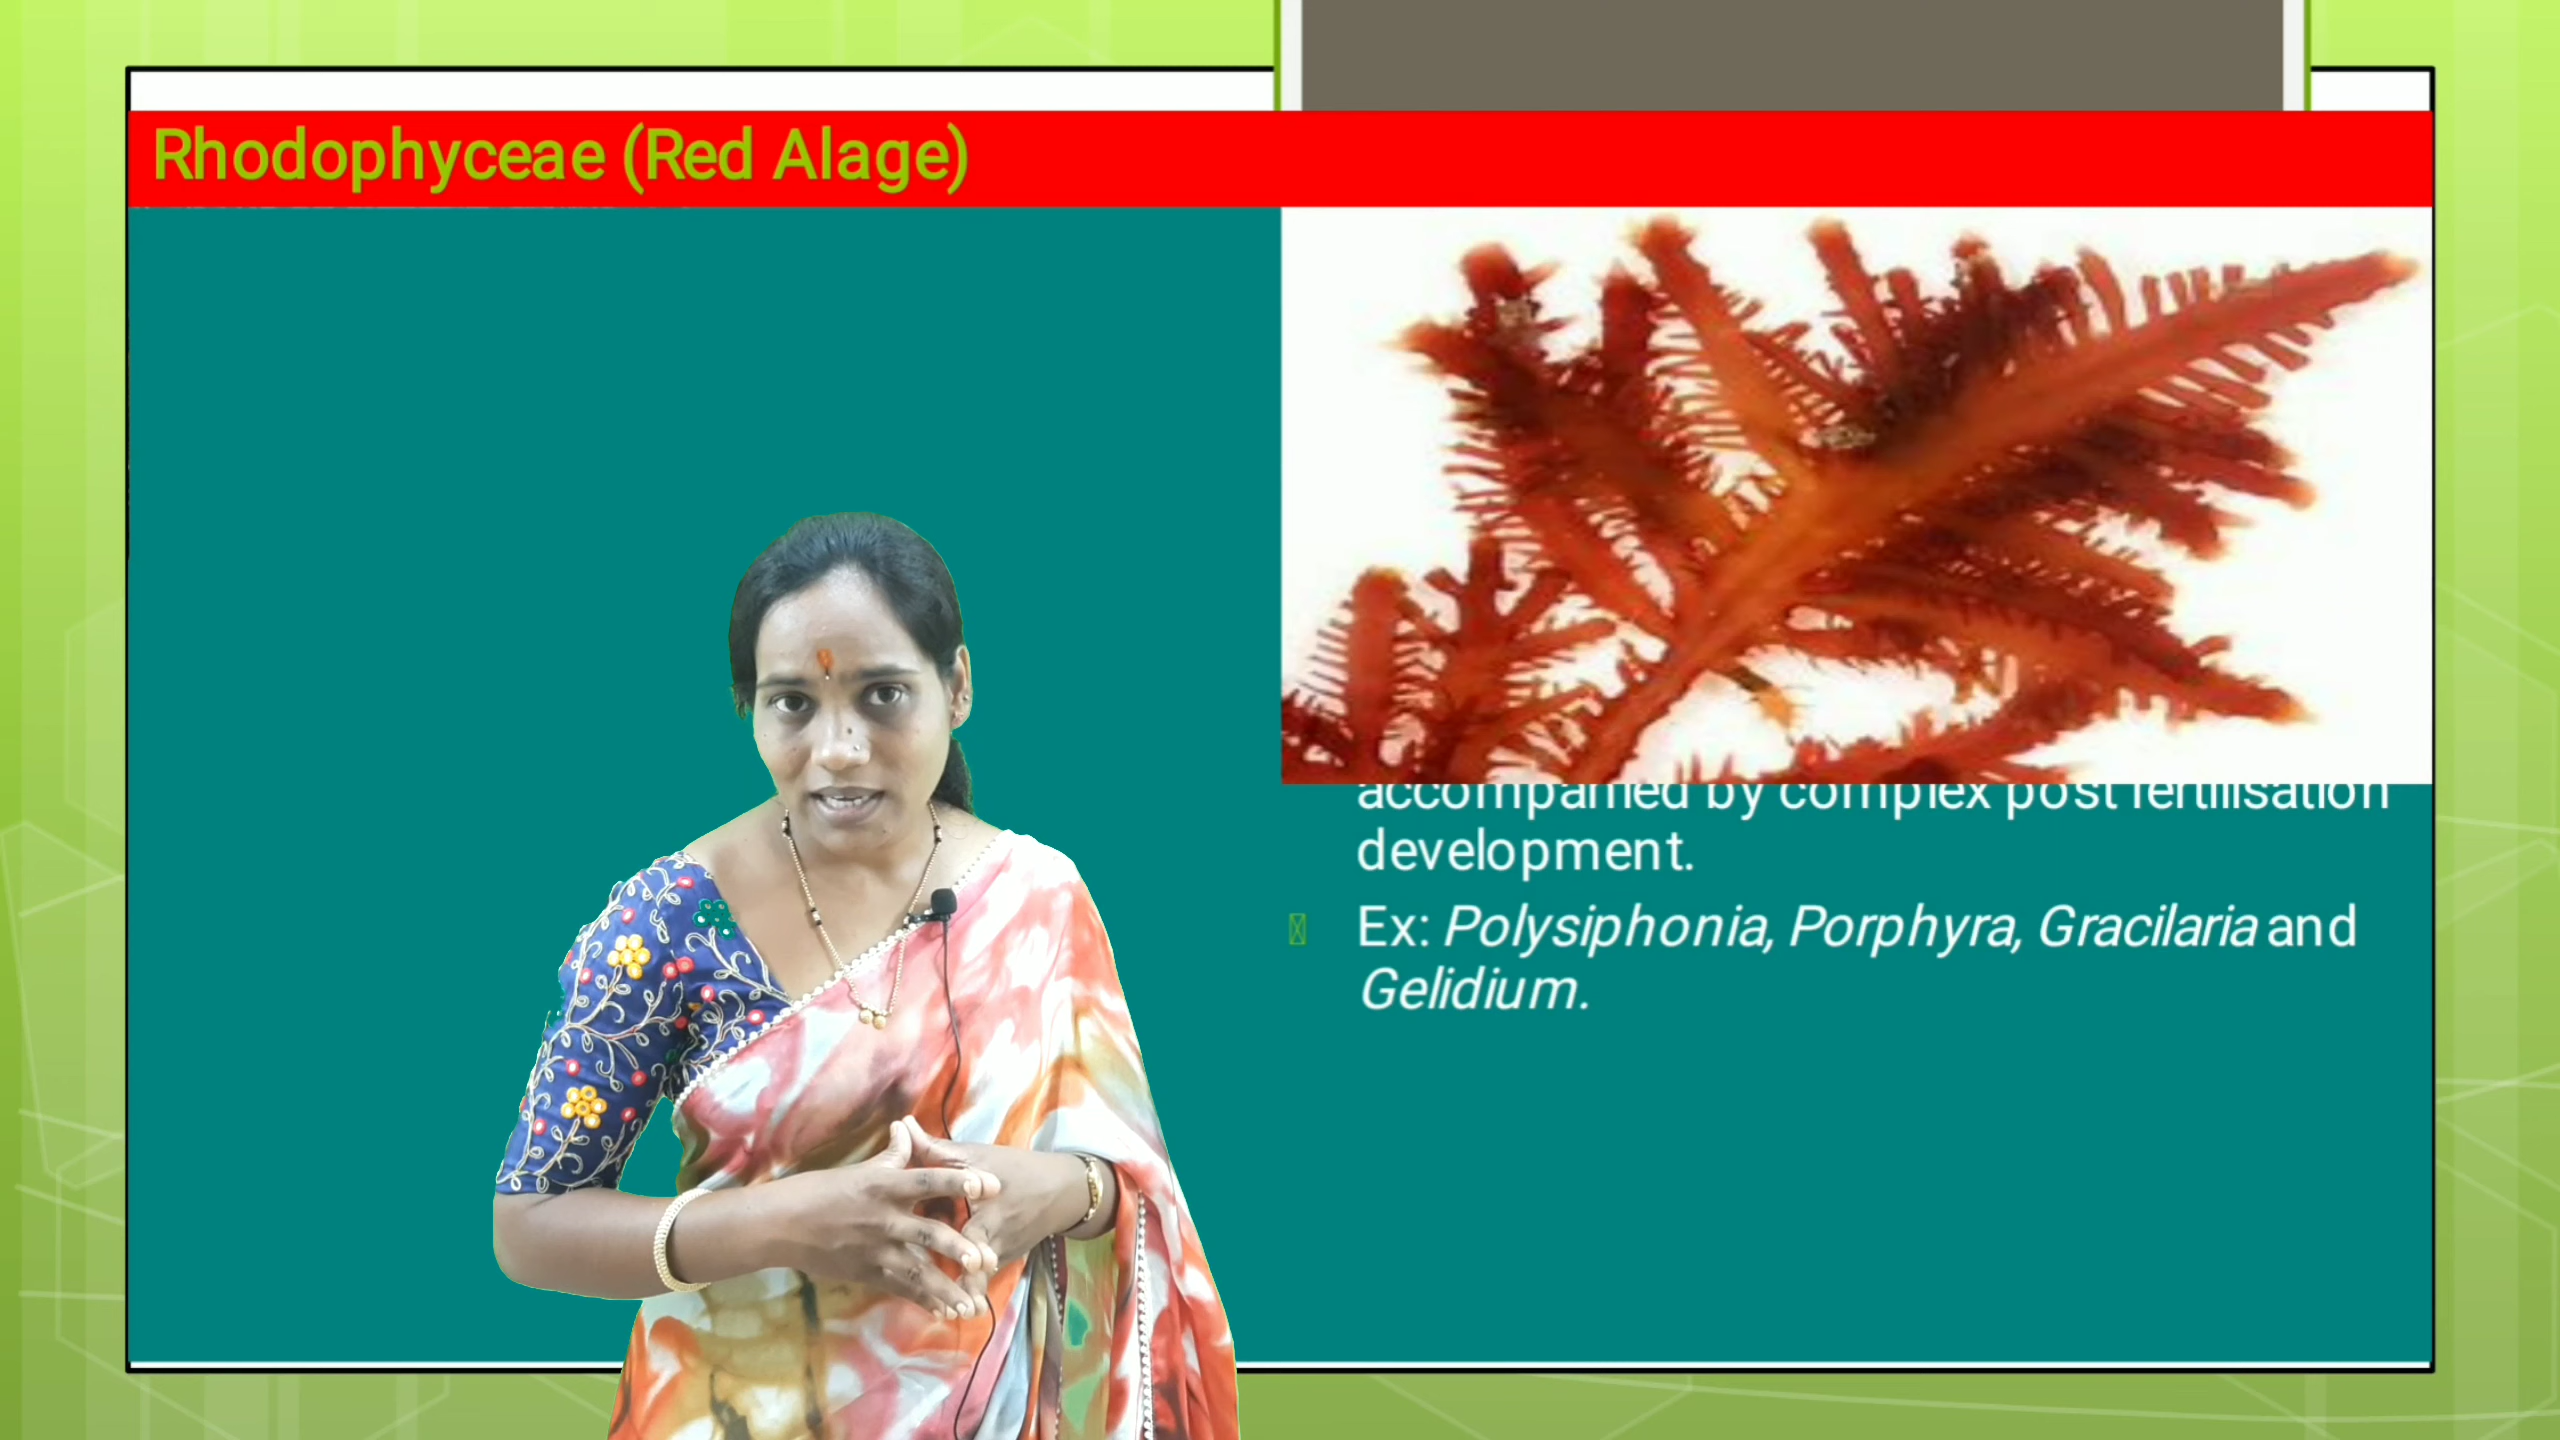 Rhodophyceae (Red Alage)
accompanied by complex post fertilisation
development.
Ex: Polysiphonia, Porphyra, Gracilaria and
Gelidium.